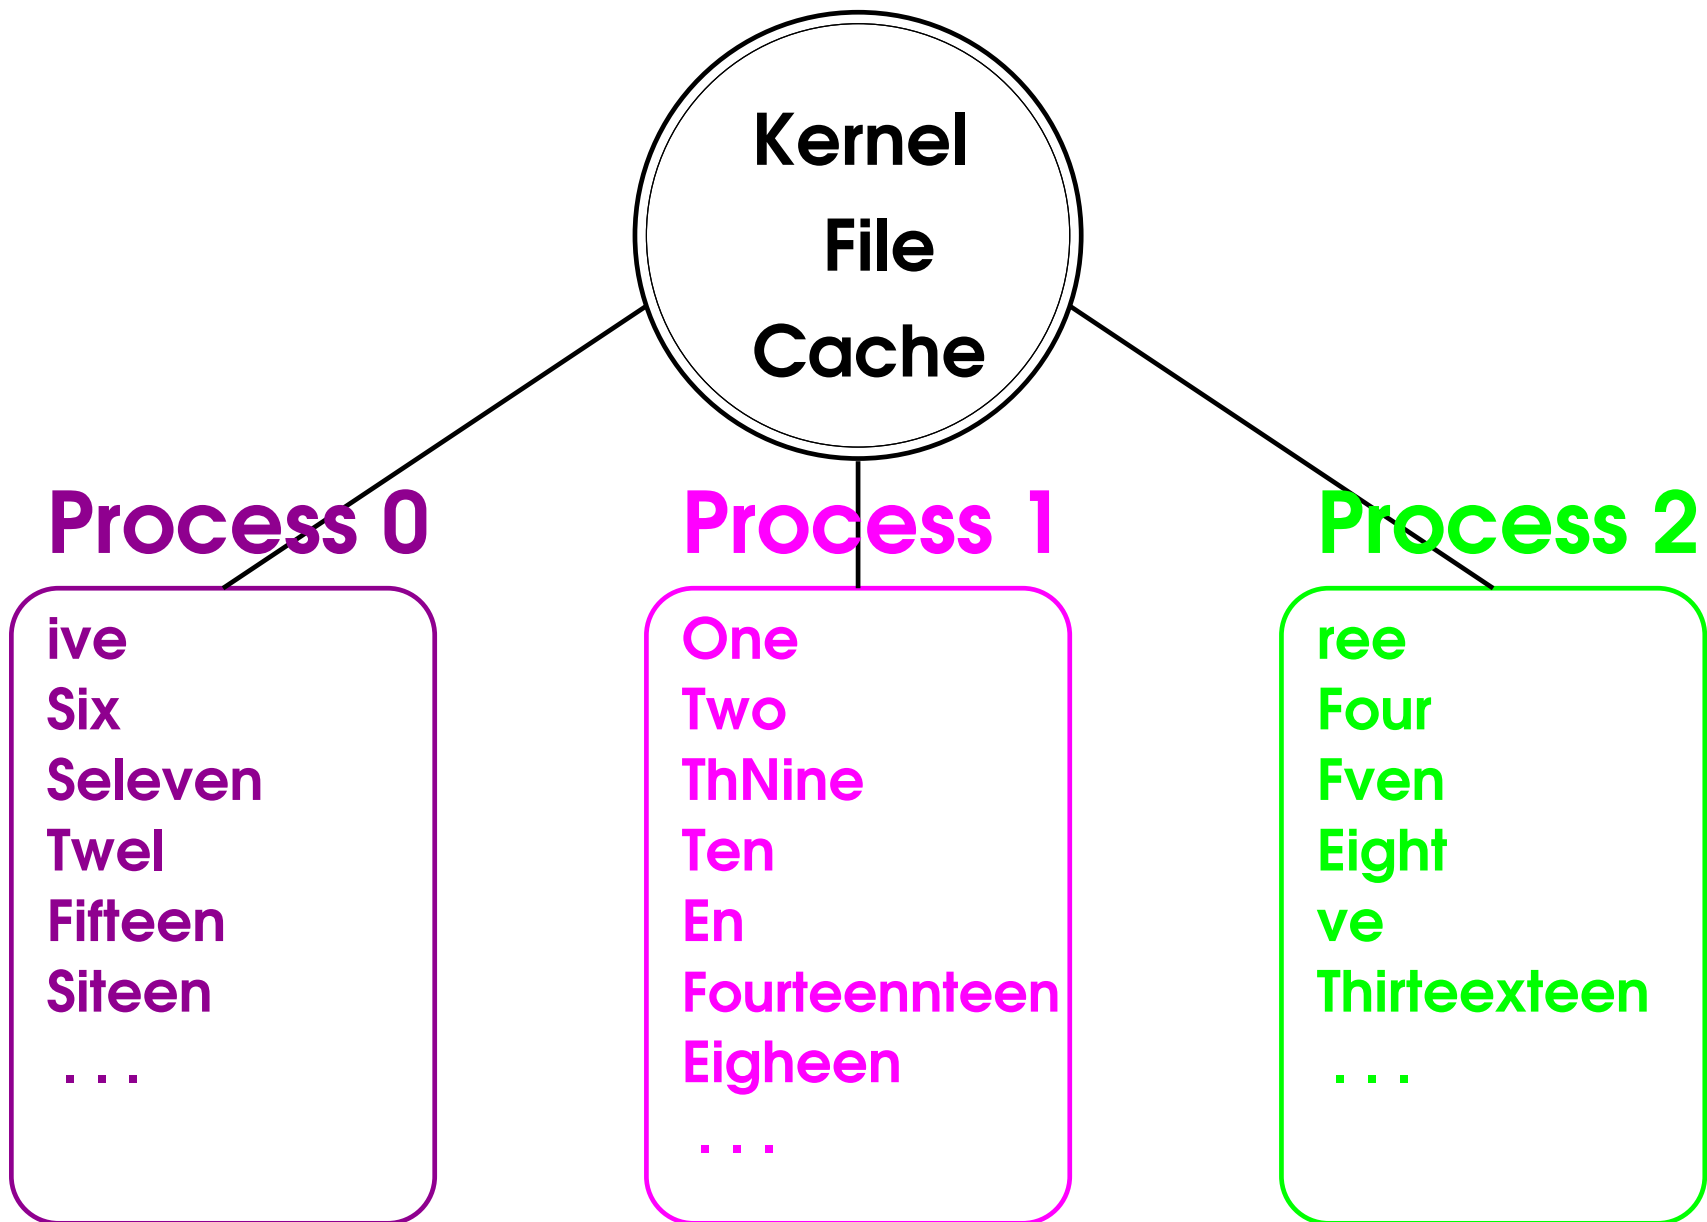 Kernel
File
Cache
Process 0
ive
Six
Seleven
Twel
Fifteen
Siteen
. . .
Process 1
One
Two
ThNine
Ten
En
Fourteennteen
Eigheen
. . .
Process 2
ree
Four
Fven
Eight
ve
Thirteexteen
. . .